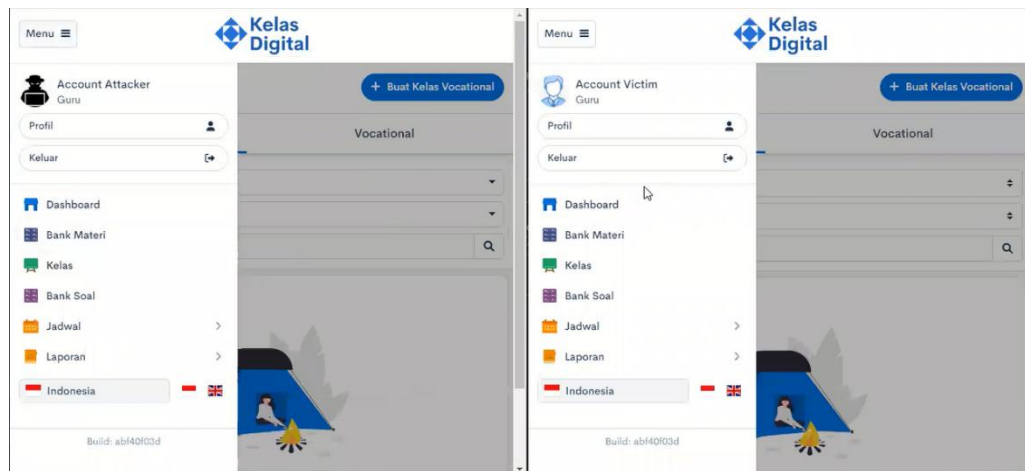 Menu
Kelas
Digital
Account Attacker
Guru
+ Buat Kelas Vocational
Profil
Vocational
Keluar
Dashboard
Bank Materi
Kelas
Bank Soal
Jadwal
Laporan
Indonesia
Build: abf40f03d
Menu
Kelas
Digital
Account Victim
Guru
+ Buat Kelas Vocational
Profil
Vocational
Keluar
Dashboard
Bank Materi
Kelas
Bank Soal
Jadwal
Laporan
Indonesia
Build: abf40f03d